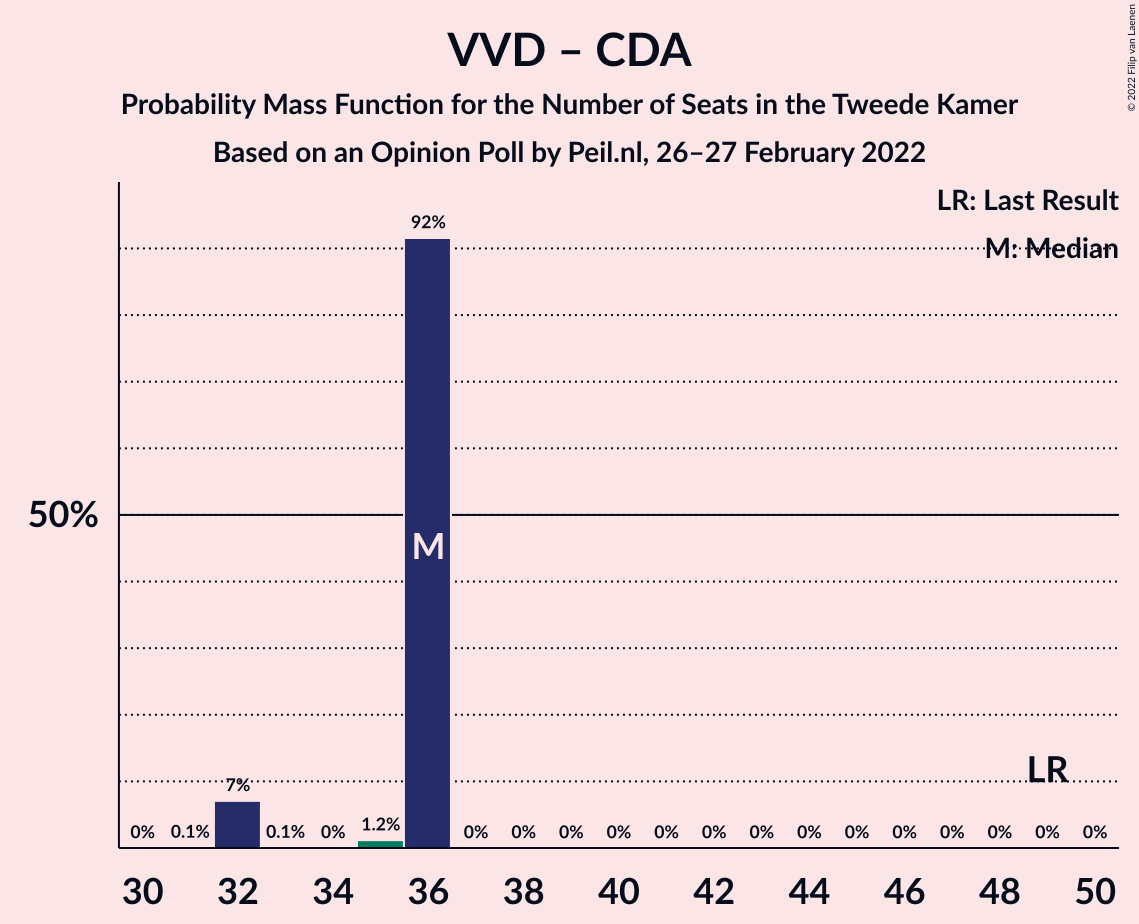 VVD – CDA
Probability Mass Function for the Number of Seats in the Tweede Kamer
Based on an Opinion Poll by Peil.nl, 26–27 February 2022
© 2022 Filip van Laenen
LR: Last Result
M: Median
92%
50%
M
LR
7%
0% 0.1% 0.1% 0% 1.2% 0% 0% 0% 0% 0% 0% 0% 0% 0% 0% 0% 0% 0% 0%
30 32 34 36 38 40 42 44 46 48 50